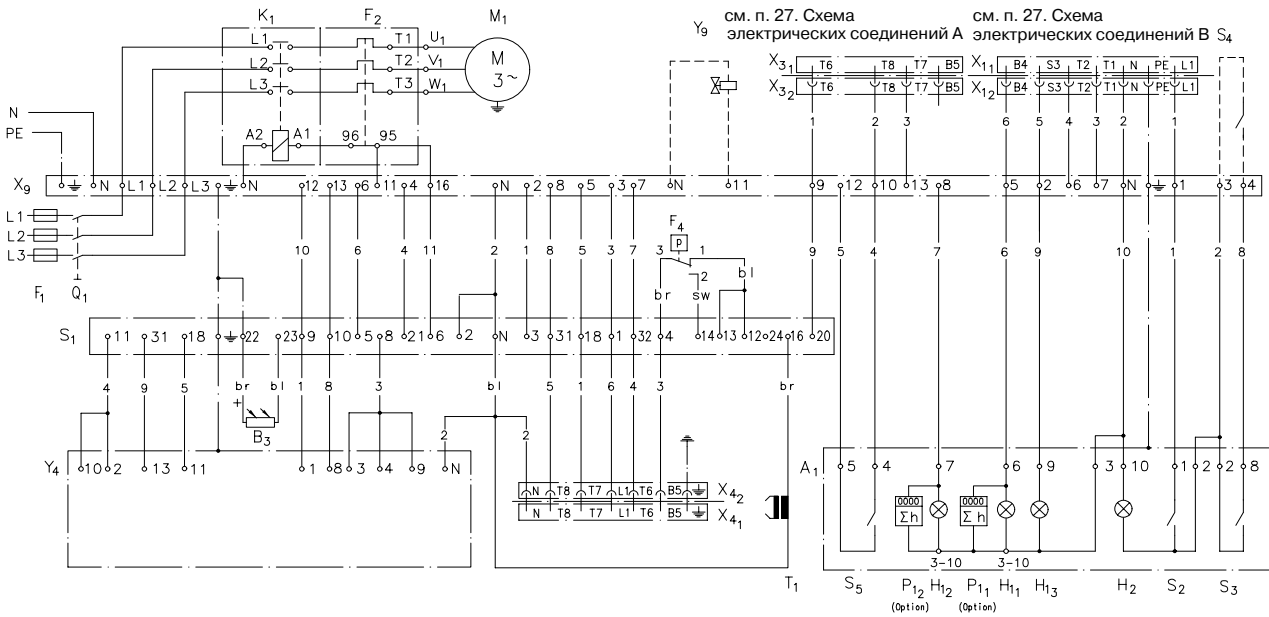 K1 F2 M1
см. п. 27. Схема
электрических соединений A
см. п. 27. Схема
электрических соединений B
Y9 S4
L1 T1 U1
L2 T2 V1
L3 T3 W1
M
3~
A2 A1 96 95
X31 T6 T8 T7 B5
X32 T6 T8 T7 B5
X11 B4 S3 T2 T1 N PE L1
X12 B4 S3 T2 T1 N PE L1
1 2 3 6 5 4 3 2 1
N
PE
X9 N L1 L2 L3 N 12 13 6 11 4 16 N 2 8 5 3 7 N 11 9 12 10 13 8 5 2 6 7 N 1 3 4
L1
L2
L3
F1 Q1
10 8 6 4 11 2 1 8 5 3 7
F4
p
3 1 2
br sw bl
9 5 4 7 6 9 10 1 2 8
S1 11 31 18 22 23 9 10 5 8 21 6 2 N 3 31 18 1 32 4 14 13 12 24 16 20
4 9 5 br bl 1 8 3 bl 5 1 6 4 3 br
+
B3
2 2
Y4 10 2 13 11 1 8 3 4 9 N
N T8 T7 L1 T6 B5 X42
N T8 T7 L1 T6 B5 X41
T1
A1 5 4 7 6 9 3 10 1 2 2 8
0000 0000
Σh Σh
3-10 3-10
S5 P12 H12 P11 H11 H13 H2 S2 S3
(Option) (Option)